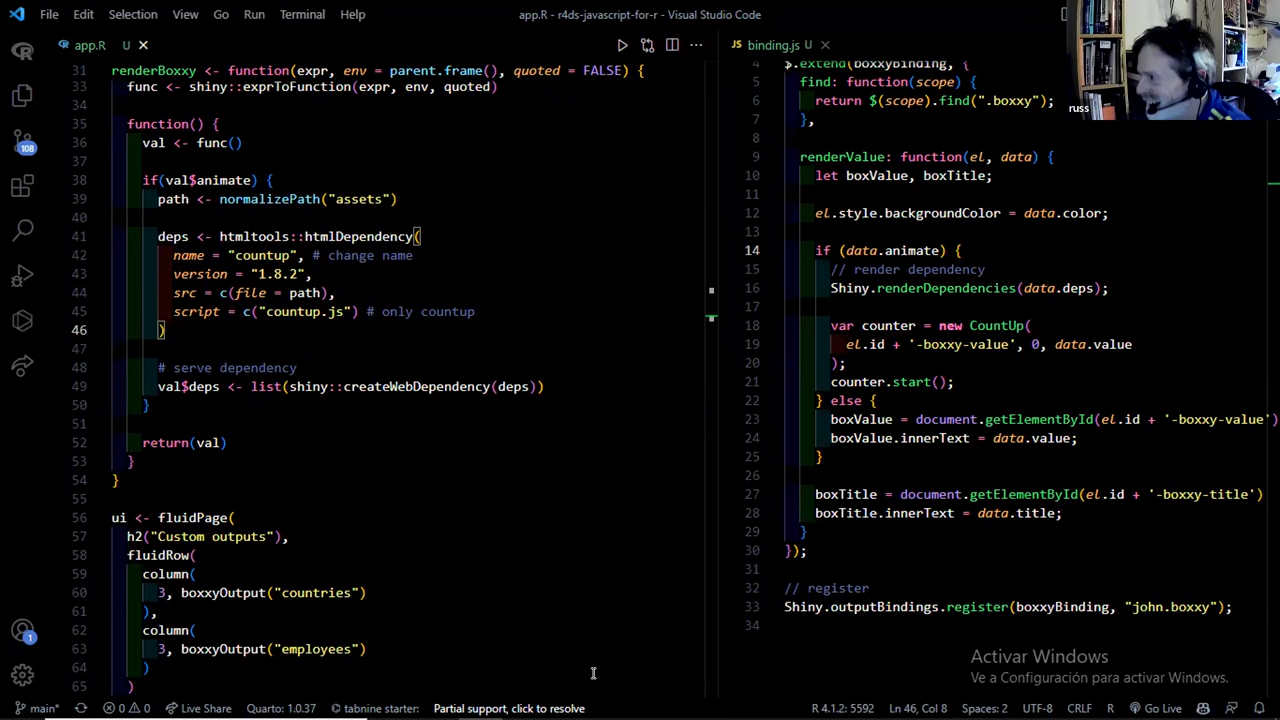 File Edit Selection View Go Run Terminal Help
app.R - r4ds-javascript-for-r - Visual Studio Code
app.R U
binding.js
31 renderBoxxy <- function(expr, env = parent.frame(), quoted = FALSE) {
33 func <- shiny::exprToFunction(expr, env, quoted)
34
35 function() {
36 val <- func()
37
38 if(val$animate) {
39 path <- normalizePath("assets")
40
41 deps <- htmltools::htmlDependency(
42 name = "countup", # change name
43 version = "1.8.2",
44 src = c(file = path),
45 script = c("countup.js") # only countup
46 )
47
48 # serve dependency
49 val$deps <- list(shiny::createWebDependency(deps))
50 }
51
52 return(val)
53 }
54 }
55
56 ui <- fluidPage(
57 h2("Custom outputs"),
58 fluidRow(
59 column(
60 3, boxxyOutput("countries")
61 ),
62 column(
63 3, boxxyOutput("employees")
64 )
65 )
4 $.extend(boxxyBinding, {
5 find: function(scope) {
6 return $(scope).find(".boxxy");
7 },
8
9 renderValue: function(el, data) {
10 let boxValue, boxTitle;
11
12 el.style.backgroundColor = data.color;
13
14 if (data.animate) {
15 // render dependency
16 Shiny.renderDependencies(data.deps);
17
18 var counter = new CountUp(
19 el.id + '-boxxy-value', 0, data.value
20 );
21 counter.start();
22 } else {
23 boxValue = document.getElementById(el.id + '-boxxy-value')
24 boxValue.innerText = data.value;
25 }
26
27 boxTitle = document.getElementById(el.id + '-boxxy-title')
28 boxTitle.innerText = data.title;
29 }
30 });
31
32 // register
33 Shiny.outputBindings.register(boxxyBinding, "john.boxxy");
34
russ
108
1
Activar Windows
Ve a Configuración para activar Windows.
main* 0 0 Live Share Quarto: 1.0.37 tabnine starter: Partial support, click to resolve R 4.1.2: 5592 Ln 46, Col 8 Spaces: 2 UTF-8 CRLF R Go Live